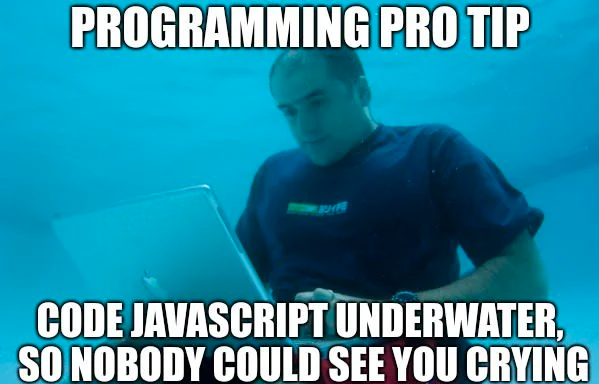 PROGRAMMING PRO TIP
CODE JAVASCRIPT UNDERWATER,
SO NOBODY COULD SEE YOU CRYING